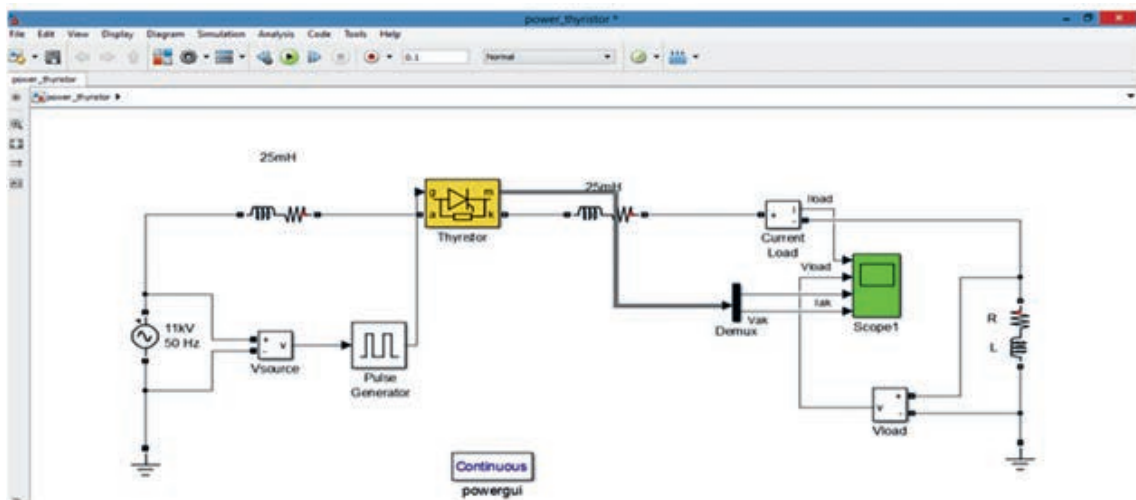 power_thyristor *
File Edit View Display Diagram Simulation Analysis Code Tools Help
0.1 Normal
power_thyristor
power_thyristor
25mH
25mH
g m
a k
Thyristor
Iload
i
+
-
Current
Load
Vload
Iak
Vak
Demux
Scope1
+
11kV
50 Hz
+
-
v
Vsource
Pulse
Generator
R
L
v
+
-
Vload
Continuous
powergui